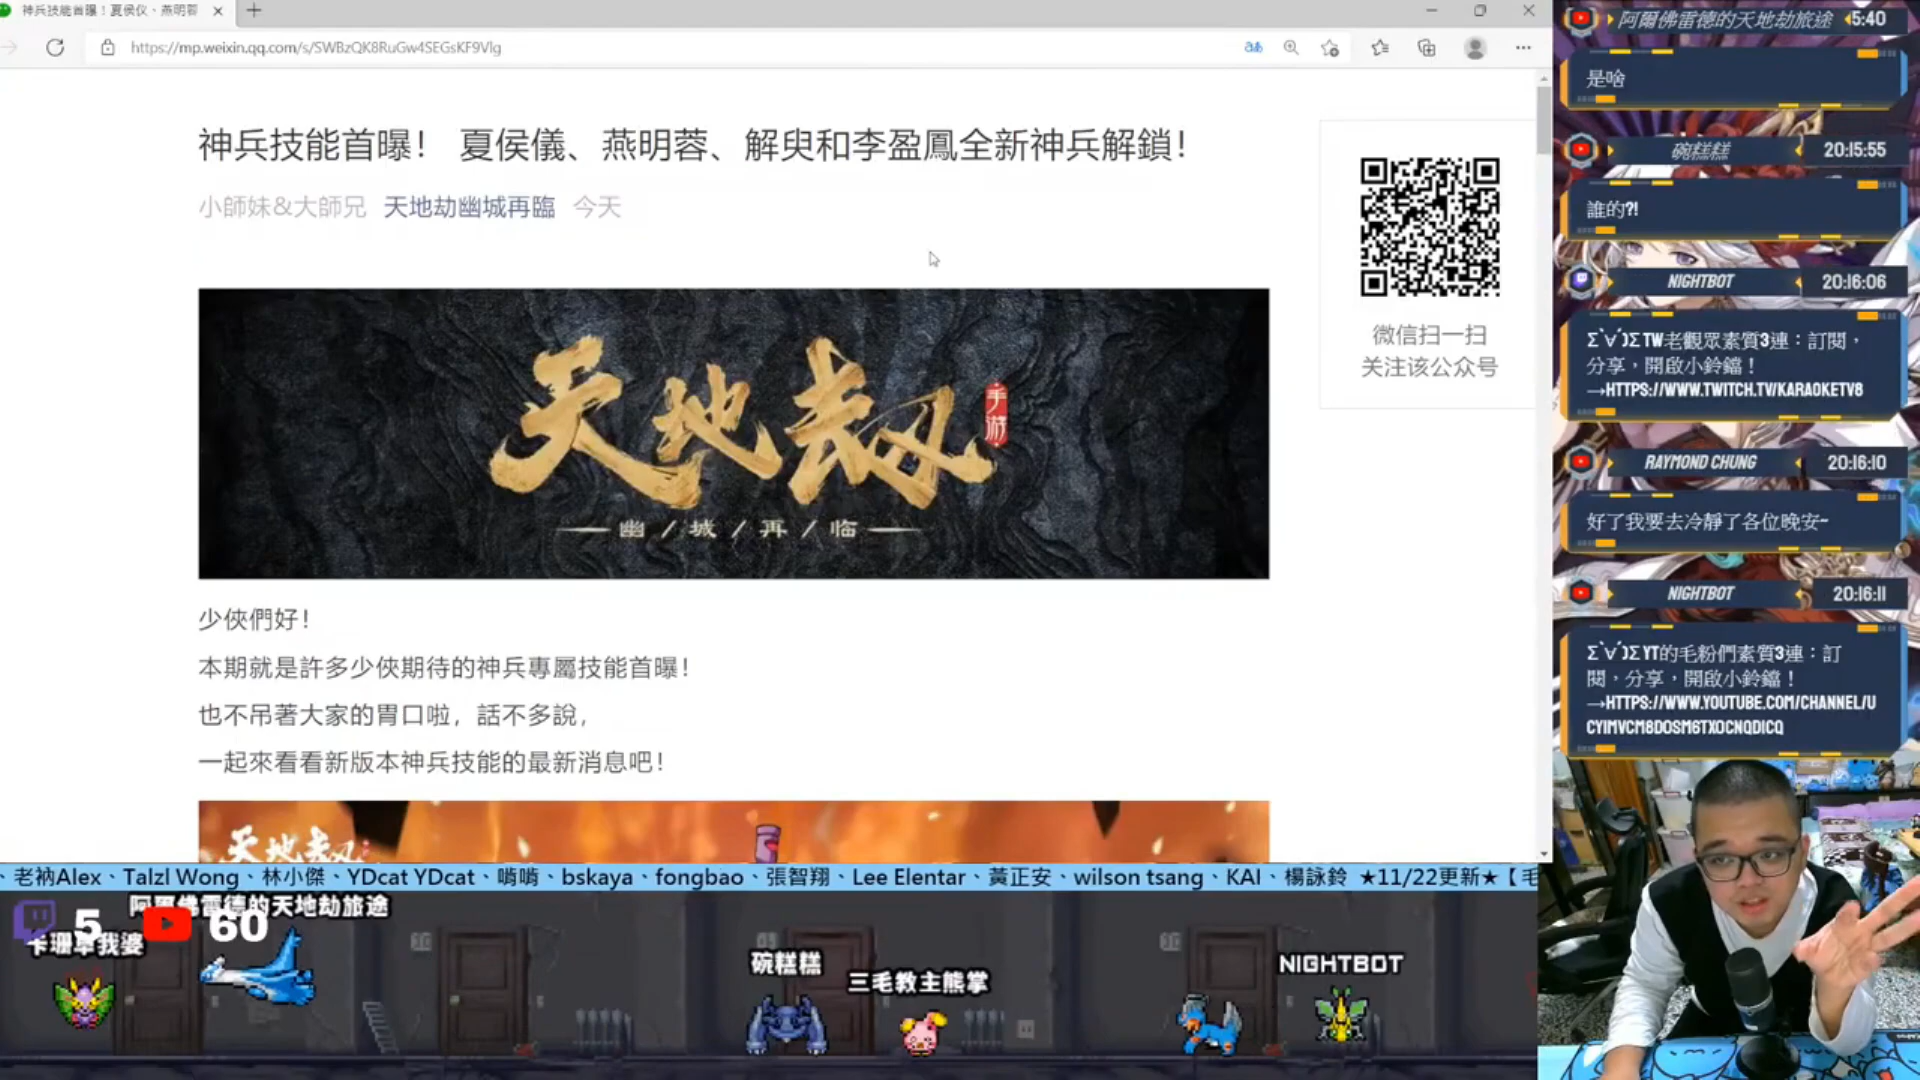 神兵技能首曝！夏侯仪、燕明蓉
https://mp.weixin.qq.com/s/SWBzQK8RuGw4SEGsKF9Vlg
神兵技能首曝！ 夏侯儀、燕明蓉、解臾和李盈鳳全新神兵解鎖！
小師妹&大師兄 天地劫幽城再臨 今天
微信扫一扫
关注该公众号
天地劫
手游
幽/城/再/临
少俠們好！
本期就是許多少俠期待的神兵專屬技能首曝！
也不吊著大家的胃口啦，話不多說，
一起來看看新版本神兵技能的最新消息吧！
天地劫
、老衲Alex、Talzl Wong、林小傑、YDcat YDcat、啃啃、bskaya、fongbao、張智翔、Lee Elentar、黃正安、wilson tsang、KAI、楊詠鈴 ★11/22更新★【毛
5
60
阿爾佛雷德的天地劫旅途
卡珊卓我婆
碗糕糕
三毛教主熊掌
NIGHTBOT
阿爾佛雷德的天地劫旅途 5:40
是啥
碗糕糕 20:15:55
誰的?!
NIGHTBOT 20:16:06
Σ`∀´)ΣTW老觀眾素質3連：訂閱，
分享，開啟小鈴鐺！
→HTTPS://WWW.TWITCH.TV/KARAOKETV8
RAYMOND CHUNG 20:16:10
好了我要去冷靜了各位晚安~
NIGHTBOT 20:16:11
Σ`∀´)ΣYT的毛粉們素質3連：訂
閱，分享，開啟小鈴鐺！
→HTTPS://WWW.YOUTUBE.COM/CHANNEL/U
CYIMVCM8DOSM6TXOCNQDICQ